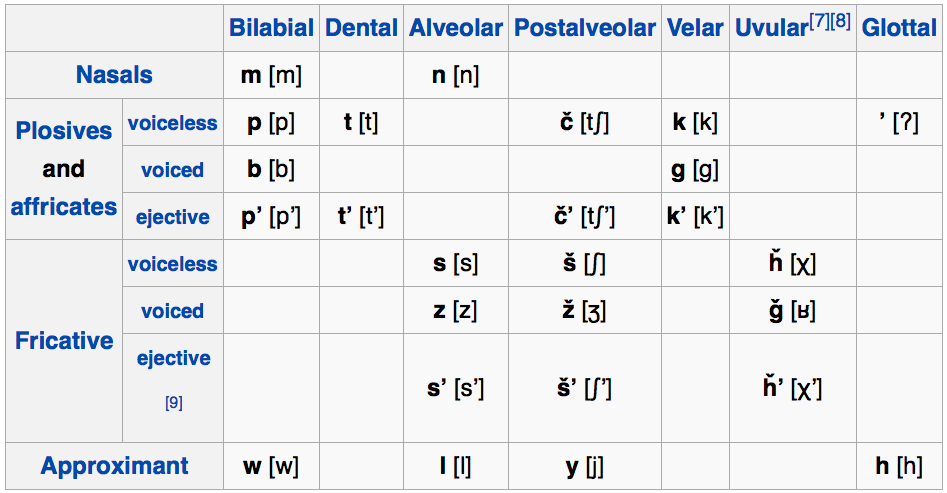 Bilabial Dental Alveolar Postalveolar Velar Uvular[7][8] Glottal
Nasals m [m] n [n]
Plosives and affricates voiceless p [p] t [t] č [tʃ] k [k] ’ [ʔ]
voiced b [b] g [g]
ejective p’ [p’] t’ [t’] č’ [tʃ’] k’ [k’]
Fricative voiceless s [s] š [ʃ] ȟ [χ]
voiced z [z] ž [ʒ] ǧ [ʁ]
ejective [9] s’ [s’] š’ [ʃ’] ȟ’ [χ’]
Approximant w [w] l [l] y [j] h [h]